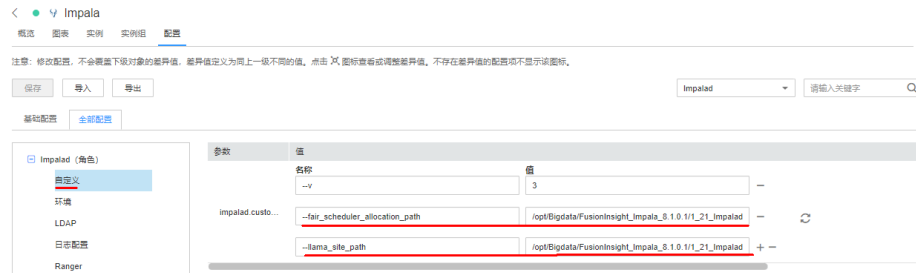 Impala
概览 图表 实例 实例组 配置
注意：修改配置，不会覆盖下级对象的差异值，差异值定义为同上一级不同的值。点击 图标查看或调整差异值。不存在差异值的配置项不显示该图标。
保存 导入 导出 Impalad 请输入关键字
基础配置 全部配置
参数 值
Impalad（角色）
自定义
环境
LDAP
日志配置
Ranger
名称 值
--v 3
impalad.custo...
--fair_scheduler_allocation_path /opt/Bigdata/FusionInsight_Impala_8.1.0.1/1_21_Impalad
--llama_site_path /opt/Bigdata/FusionInsight_Impala_8.1.0.1/1_21_Impalad